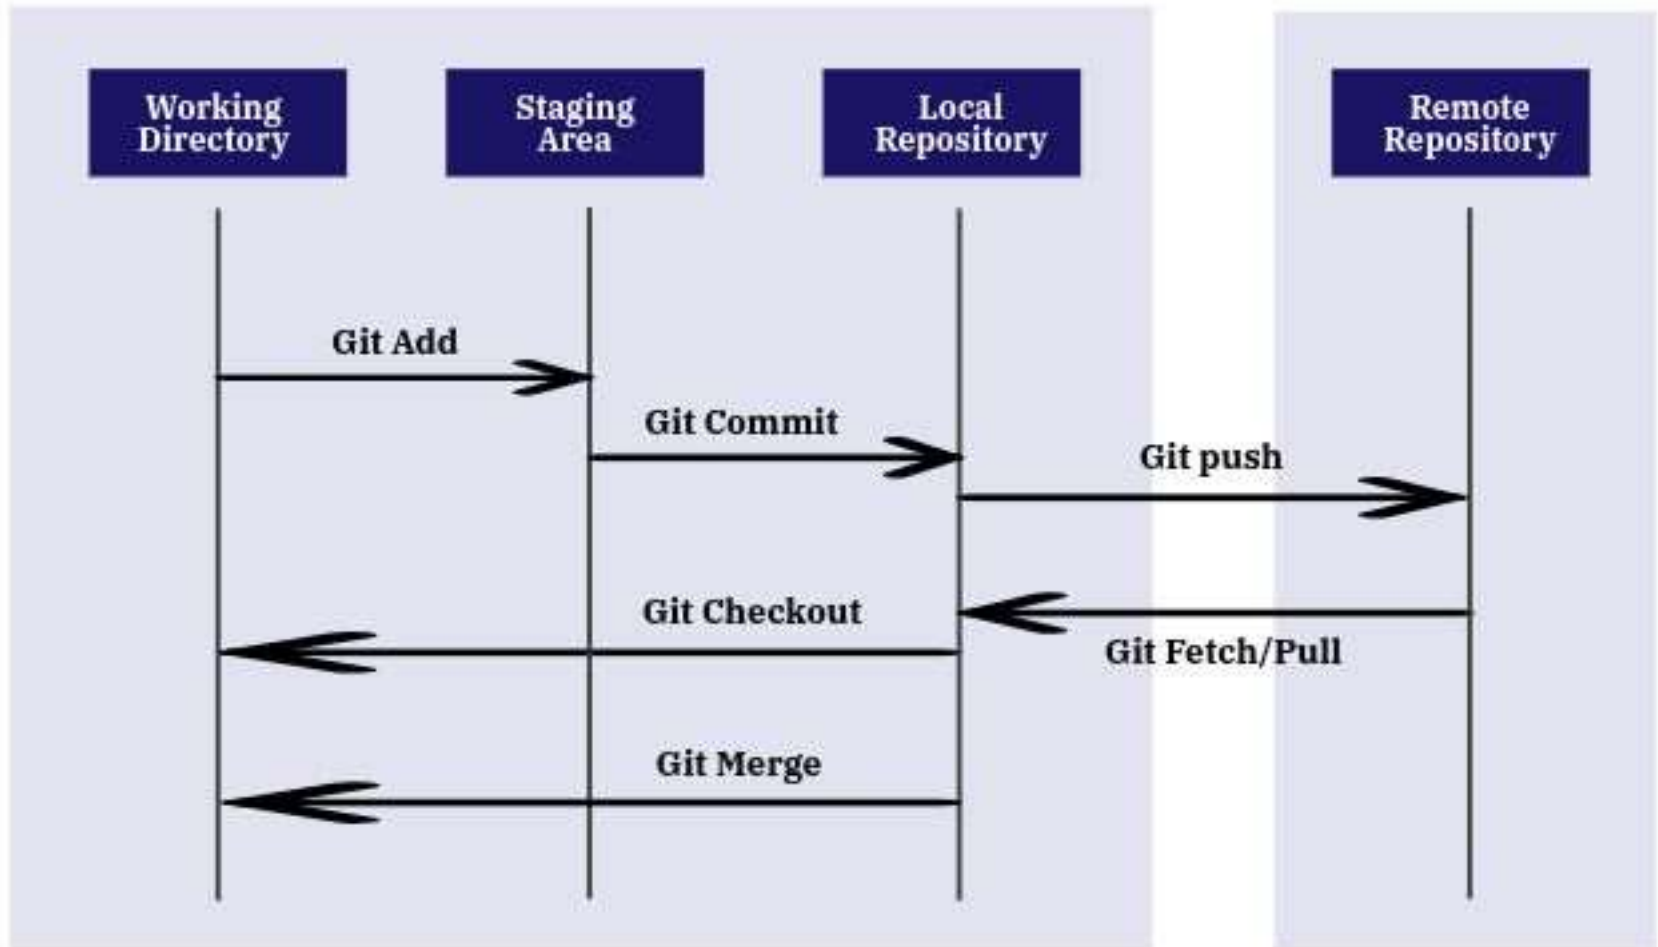 Working
Directory
Staging
Area
Local
Repository
Remote
Repository
Git Add
Git Commit
Git push
Git Checkout
Git Fetch/Pull
Git Merge